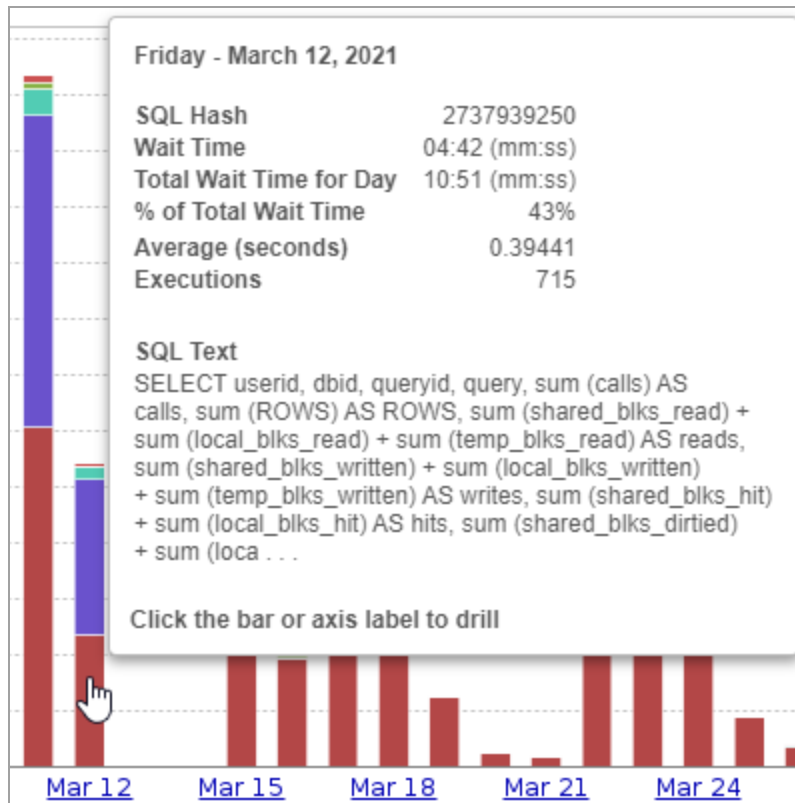 Friday - March 12, 2021
SQL Hash 2737939250
Wait Time 04:42 (mm:ss)
Total Wait Time for Day 10:51 (mm:ss)
% of Total Wait Time 43%
Average (seconds) 0.39441
Executions 715
SQL Text
SELECT userid, dbid, queryid, query, sum (calls) AS
calls, sum (ROWS) AS ROWS, sum (shared_blks_read) +
sum (local_blks_read) + sum (temp_blks_read) AS reads,
sum (shared_blks_written) + sum (local_blks_written)
+ sum (temp_blks_written) AS writes, sum (shared_blks_hit)
+ sum (local_blks_hit) AS hits, sum (shared_blks_dirtied)
+ sum (loca . . .
Click the bar or axis label to drill
Mar 12 Mar 15 Mar 18 Mar 21 Mar 24